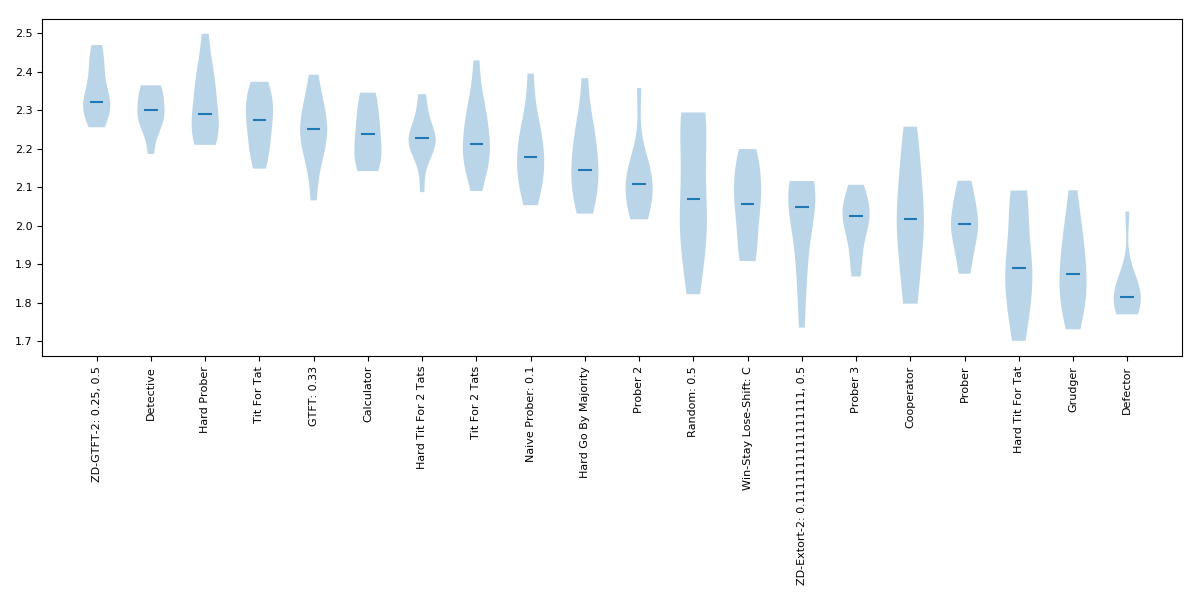 2.5
2.4
2.3
2.2
2.1
2.0
1.9
1.8
1.7
ZD-GTFT-2: 0.25, 0.5
Detective
Hard Prober
Tit For Tat
GTFT: 0.33
Calculator
Hard Tit For 2 Tats
Tit For 2 Tats
Naive Prober: 0.1
Hard Go By Majority
Prober 2
Random: 0.5
Win-Stay Lose-Shift: C
ZD-Extort-2: 0.1111111111111111, 0.5
Prober 3
Cooperator
Prober
Hard Tit For Tat
Grudger
Defector